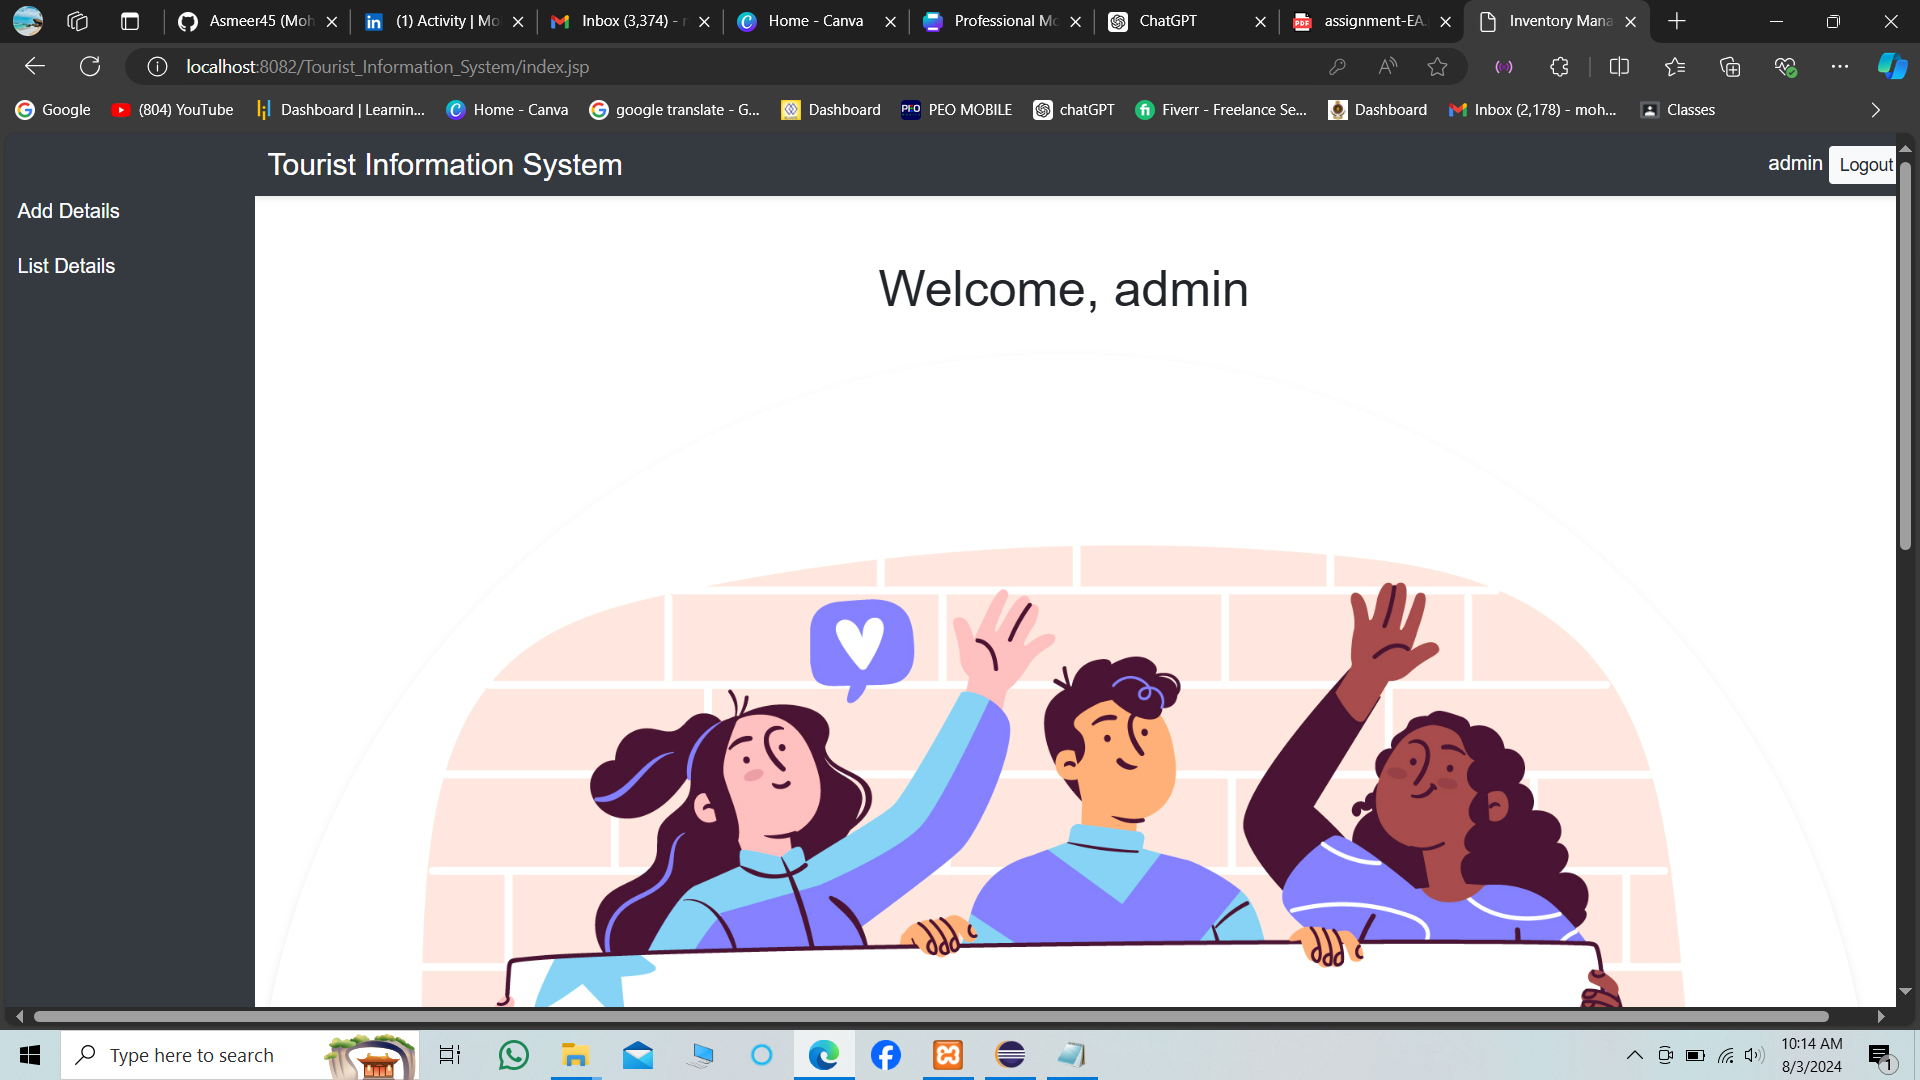 Asmeer45 (Moh
(1) Activity | Mo
Inbox (3,374) - r
Home - Canva
Professional Mo
ChatGPT
assignment-EA.
Inventory Mana
localhost:8082/Tourist_Information_System/index.jsp
Google
(804) YouTube
Dashboard | Learnin...
Home - Canva
google translate - G...
Dashboard
PEO MOBILE
chatGPT
Fiverr - Freelance Se...
Dashboard
Inbox (2,178) - moh...
Classes
Tourist Information System
admin
Logout
Add Details
List Details
Welcome, admin
Type here to search
10:14 AM
8/3/2024
1